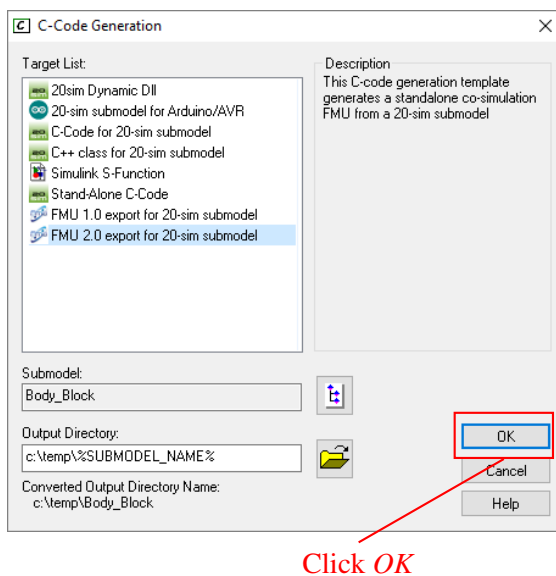 C-Code Generation
Target List:
20sim Dynamic Dll
20-sim submodel for Arduino/AVR
C-Code for 20-sim submodel
C++ class for 20-sim submodel
Simulink S-Function
Stand-Alone C-Code
FMU 1.0 export for 20-sim submodel
FMU 2.0 export for 20-sim submodel
Description
This C-code generation template
generates a standalone co-simulation
FMU from a 20-sim submodel
Submodel:
Body_Block
Output Directory:
c:\temp\%SUBMODEL_NAME%
Converted Output Directory Name:
c:\temp\Body_Block
OK
Cancel
Help
Click OK